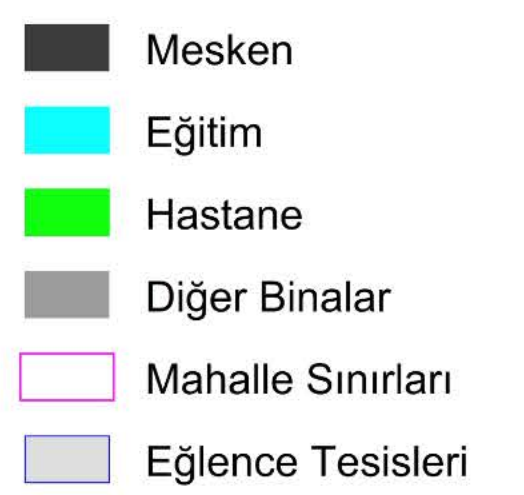 Mesken
Eğitim
Hastane
Diğer Binalar
Mahalle Sınırları
Eğlence Tesisleri